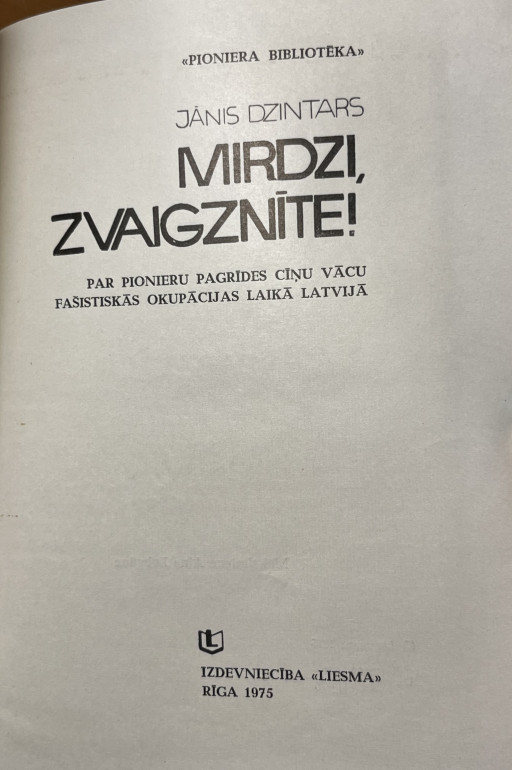 «PIONIERA BIBLIOTĒKA»
JĀNIS DZINTARS
MIRDZI,
ZVAIGZNĪTE!
PAR PIONIERU PAGRĪDES CĪŅU VĀCU
FAŠISTISKĀS OKUPĀCIJAS LAIKĀ LATVIJĀ
IZDEVNIECĪBA «LIESMA»
RĪGA 1975